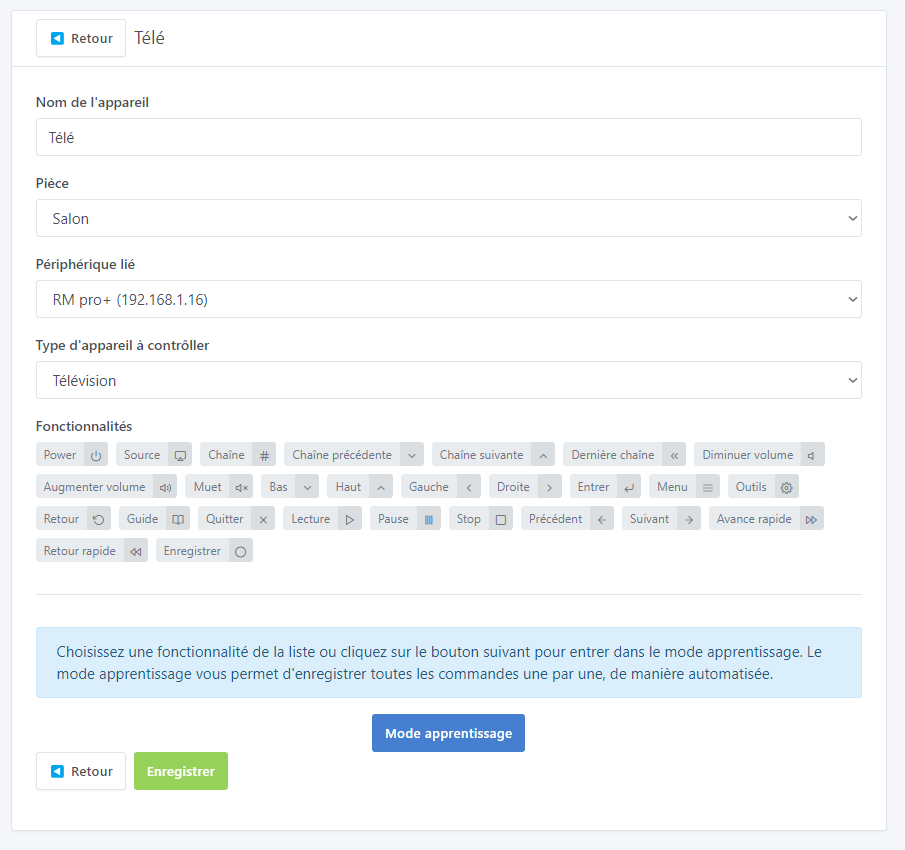 Retour Télé
Nom de l'appareil
Télé
Pièce
Salon
Périphérique lié
RM pro+ (192.168.1.16)
Type d'appareil à contrôller
Télévision
Fonctionnalités
Power Source Chaîne # Chaîne précédente Chaîne suivante Dernière chaîne Diminuer volume
Augmenter volume Muet Bas Haut Gauche Droite Entrer Menu Outils
Retour Guide Quitter Lecture Pause Stop Précédent Suivant Avance rapide
Retour rapide Enregistrer
Choisissez une fonctionnalité de la liste ou cliquez sur le bouton suivant pour entrer dans le mode apprentissage. Le
mode apprentissage vous permet d'enregistrer toutes les commandes une par une, de manière automatisée.
Mode apprentissage
Retour Enregistrer